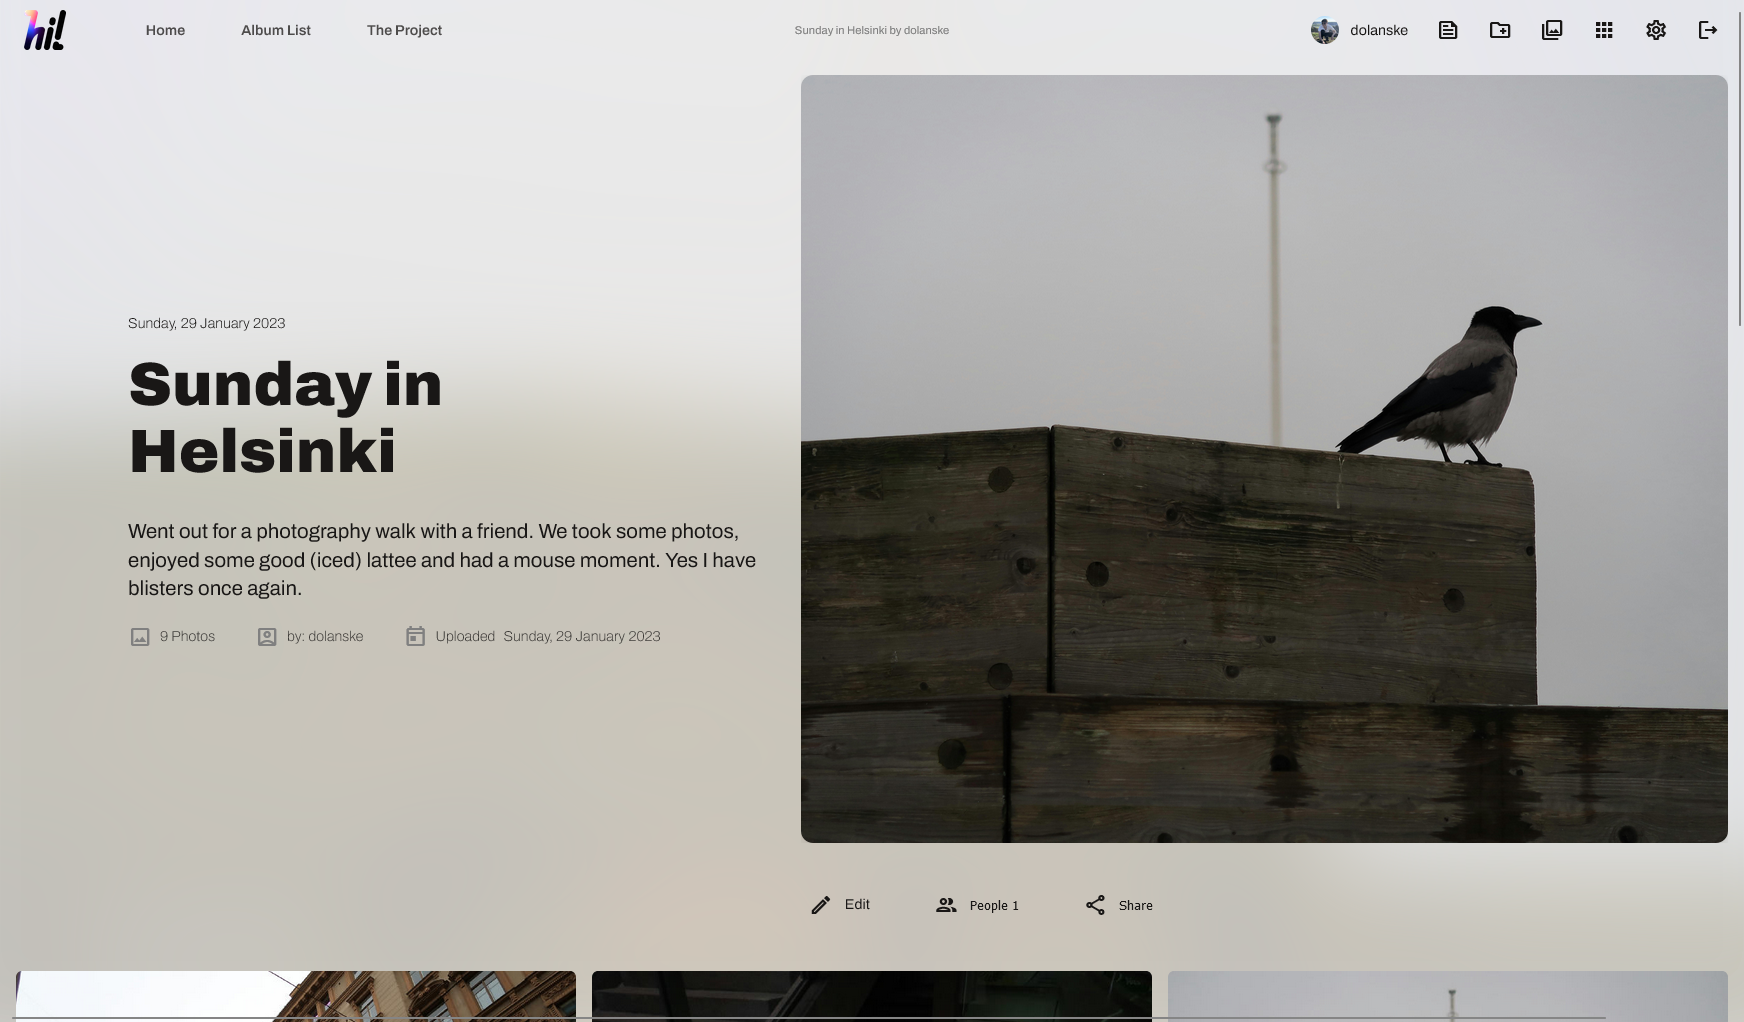 hi!
Home
Album List
The Project
Sunday in Helsinki by dolanske
dolanske
Sunday, 29 January 2023
Sunday in
Helsinki
Went out for a photography walk with a friend. We took some photos,
enjoyed some good (iced) lattee and had a mouse moment. Yes I have
blisters once again.
9 Photos
by: dolanske
Uploaded Sunday, 29 January 2023
Edit
People 1
Share